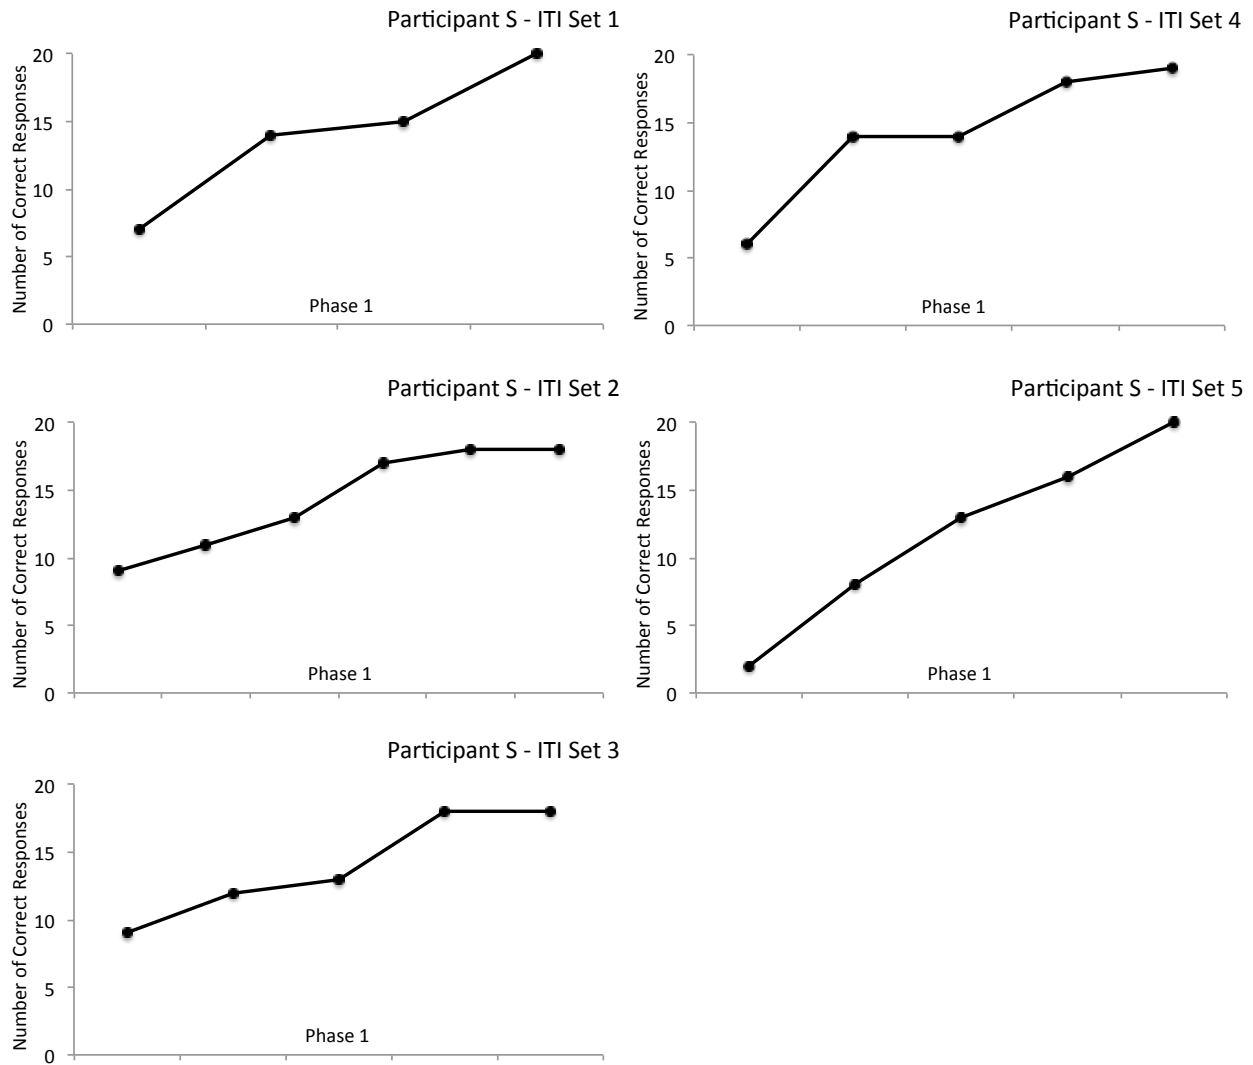 Participant S - ITI Set 1
Number of Correct Responses
20
15
10
5
0
Phase 1
Participant S - ITI Set 4
Number of Correct Responses
20
15
10
5
0
Phase 1
Participant S - ITI Set 2
Number of Correct Responses
20
15
10
5
0
Phase 1
Participant S - ITI Set 5
Number of Correct Responses
20
15
10
5
0
Phase 1
Participant S - ITI Set 3
Number of Correct Responses
20
15
10
5
0
Phase 1